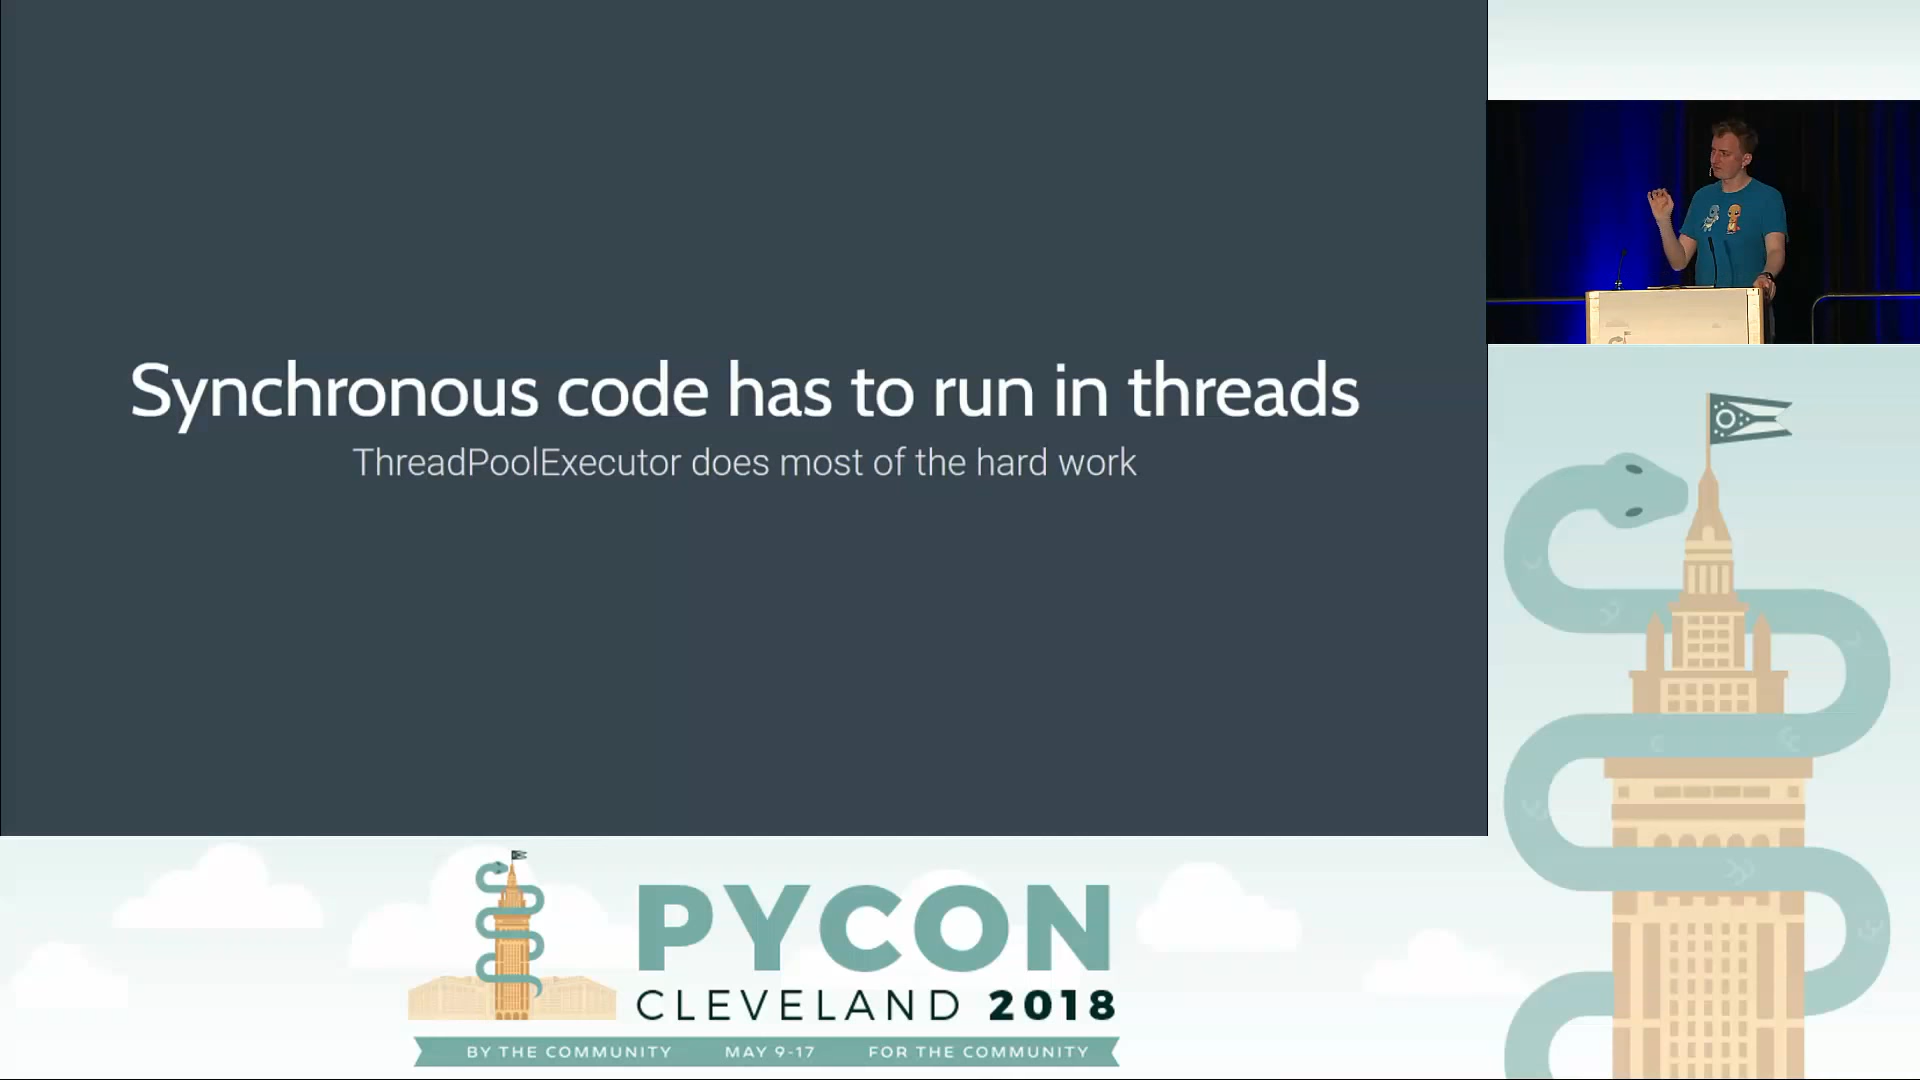 Synchronous code has to run in threads
ThreadPoolExecutor does most of the hard work
PYCON
CLEVELAND 2018
BY THE COMMUNITY MAY 9-17 FOR THE COMMUNITY